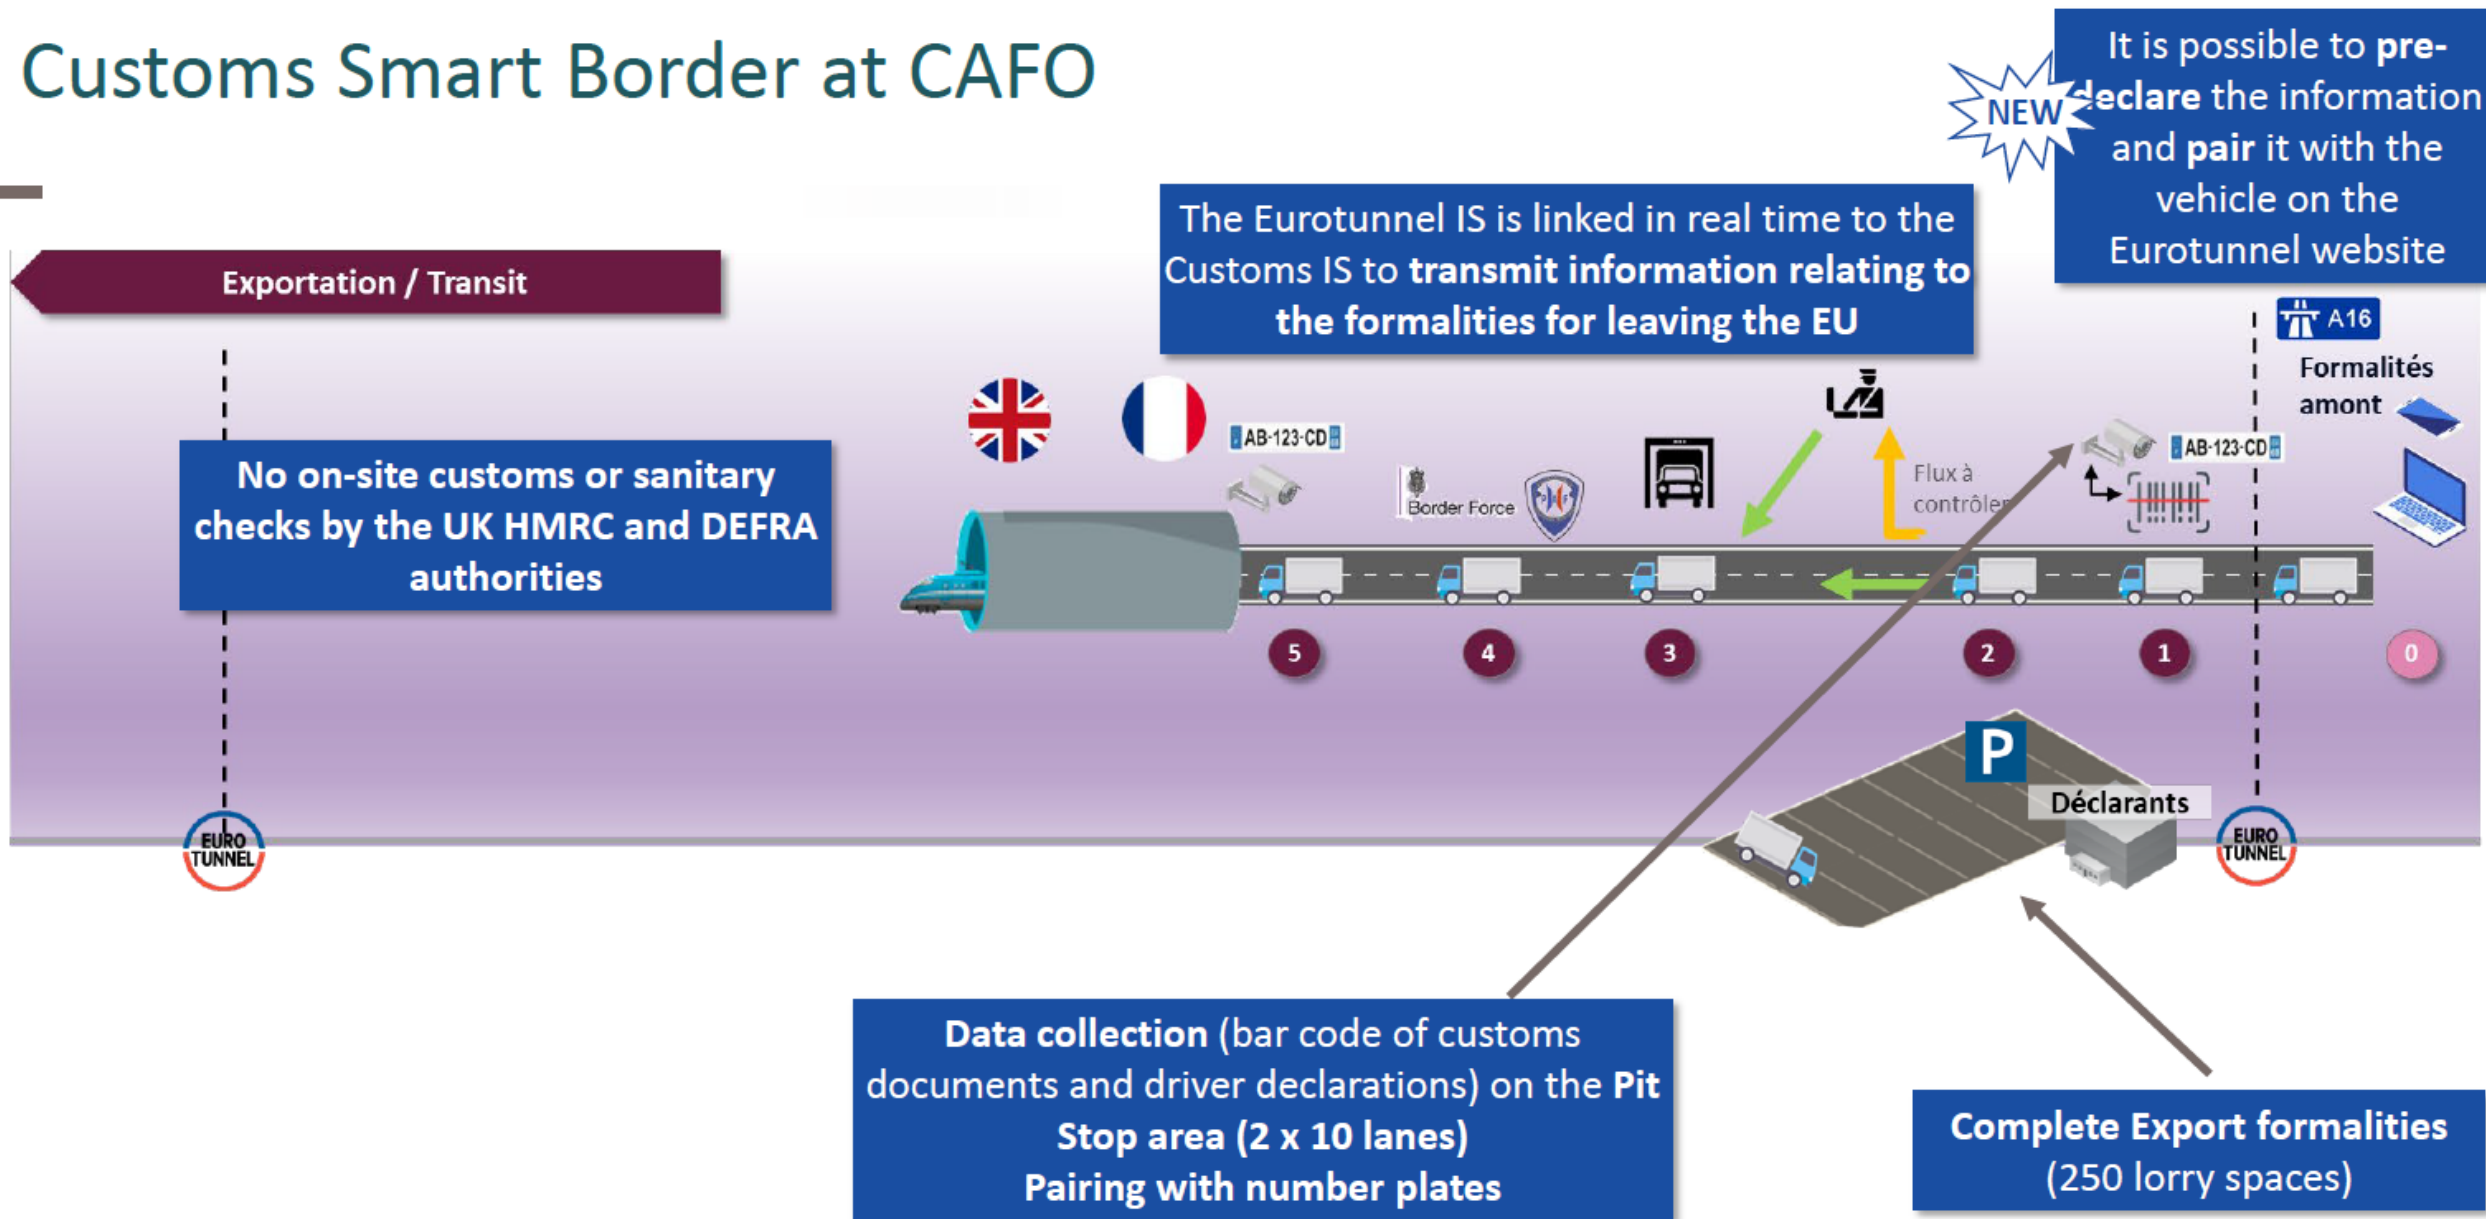 Customs Smart Border at CAFO
NEW
It is possible to pre-
declare the information
and pair it with the
vehicle on the
Eurotunnel website
The Eurotunnel IS is linked in real time to the
Customs IS to transmit information relating to
the formalities for leaving the EU
Exportation / Transit
A16
Formalités
amont
No on-site customs or sanitary
checks by the UK HMRC and DEFRA
authorities
AB-123-CD
Border Force
PAF
Flux à
contrôler
AB-123-CD
5
4
3
2
1
0
P
Déclarants
EURO
TUNNEL
EURO
TUNNEL
Data collection (bar code of customs
documents and driver declarations) on the Pit
Stop area (2 x 10 lanes)
Pairing with number plates
Complete Export formalities
(250 lorry spaces)